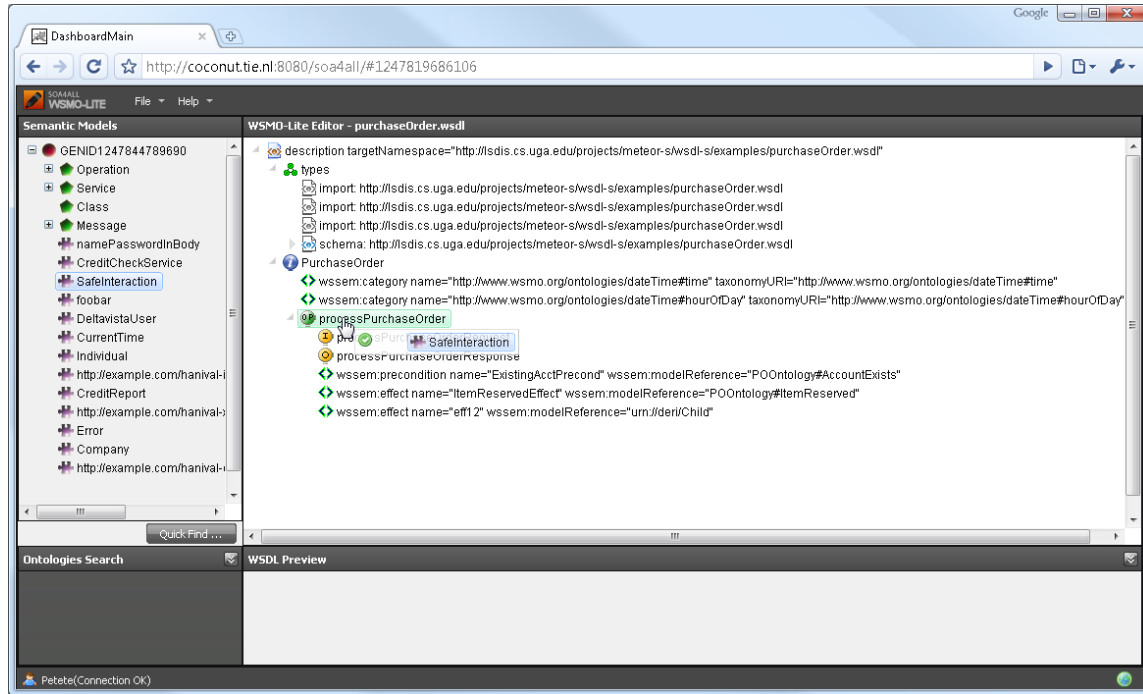 Google
DashboardMain
http://coconut.tie.nl:8080/soa4all/#1247819686106
SOA4ALL
WSMO-LITE
File
Help
Semantic Models
GENID1247844789690
Operation
Service
Class
Message
namePasswordInBody
CreditCheckService
SafeInteraction
foobar
DeltavistaUser
CurrentTime
Individual
http://example.com/hanival-i
CreditReport
http://example.com/hanival-
Error
Company
http://example.com/hanival-
Quick Find ...
WSMO-Lite Editor - purchaseOrder.wsdl
description targetNamespace="http://lsdis.cs.uga.edu/projects/meteor-s/wsdl-s/examples/purchaseOrder.wsdl"
types
import: http://lsdis.cs.uga.edu/projects/meteor-s/wsdl-s/examples/purchaseOrder.wsdl
import: http://lsdis.cs.uga.edu/projects/meteor-s/wsdl-s/examples/purchaseOrder.wsdl
import: http://lsdis.cs.uga.edu/projects/meteor-s/wsdl-s/examples/purchaseOrder.wsdl
schema: http://lsdis.cs.uga.edu/projects/meteor-s/wsdl-s/examples/purchaseOrder.wsdl
PurchaseOrder
wssem:category name="http://www.wsmo.org/ontologies/dateTime#time" taxonomyURI="http://www.wsmo.org/ontologies/dateTime#time"
wssem:category name="http://www.wsmo.org/ontologies/dateTime#hourOfDay" taxonomyURI="http://www.wsmo.org/ontologies/dateTime#hourOfDay"
processPurchaseOrder
SafeInteraction
processPurchaseOrderResponse
wssem:precondition name="ExistingAcctPrecond" wssem:modelReference="POOntology#AccountExists"
wssem:effect name="ItemReservedEffect" wssem:modelReference="POOntology#ItemReserved"
wssem:effect name="eff12" wssem:modelReference="urn://deri/Child"
Ontologies Search
WSDL Preview
Petete(Connection OK)